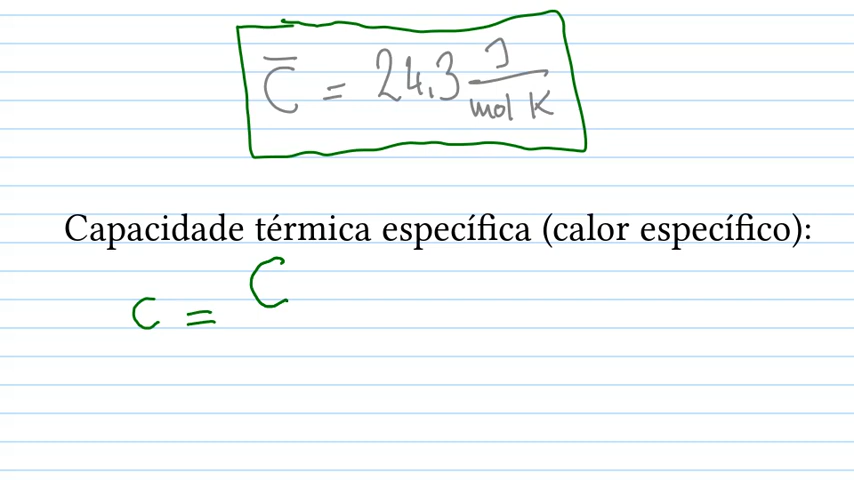 C̅ = 24,3 J/mol K
Capacidade térmica específica (calor específico):
c = C